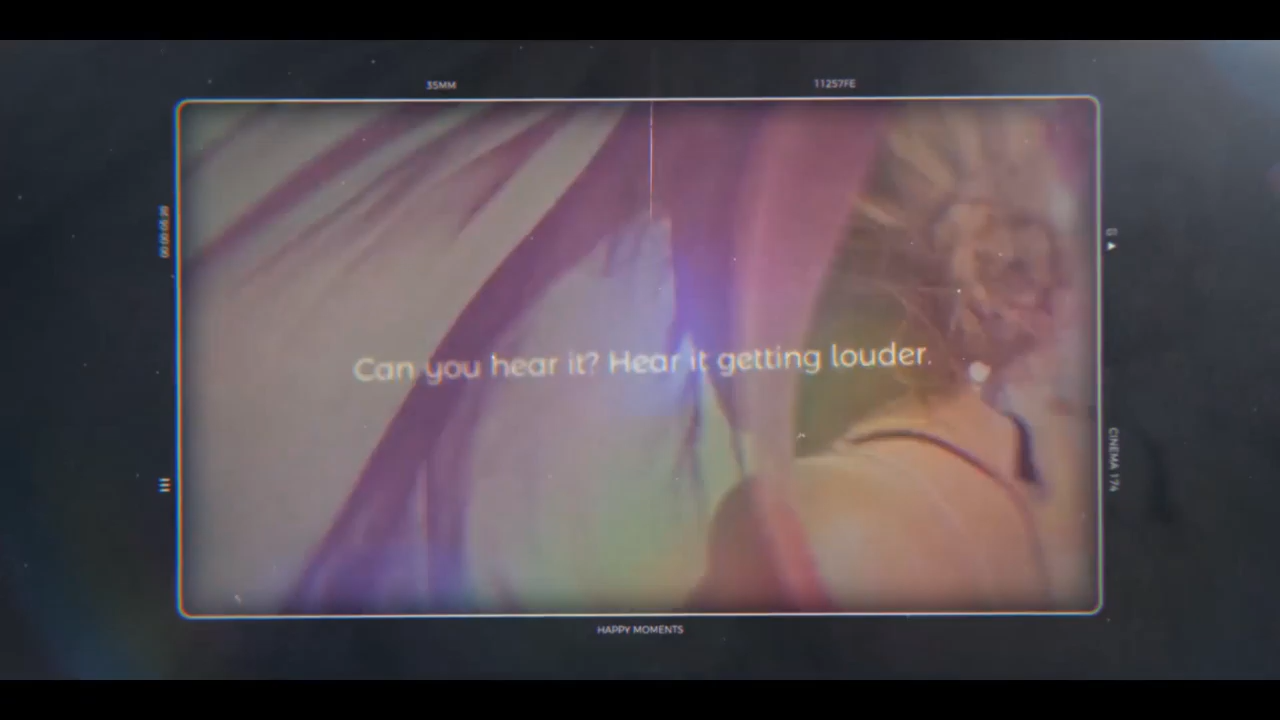 35MM
11257FE
Can you hear it? Hear it getting louder.
CINEMA 174
HAPPY MOMENTS